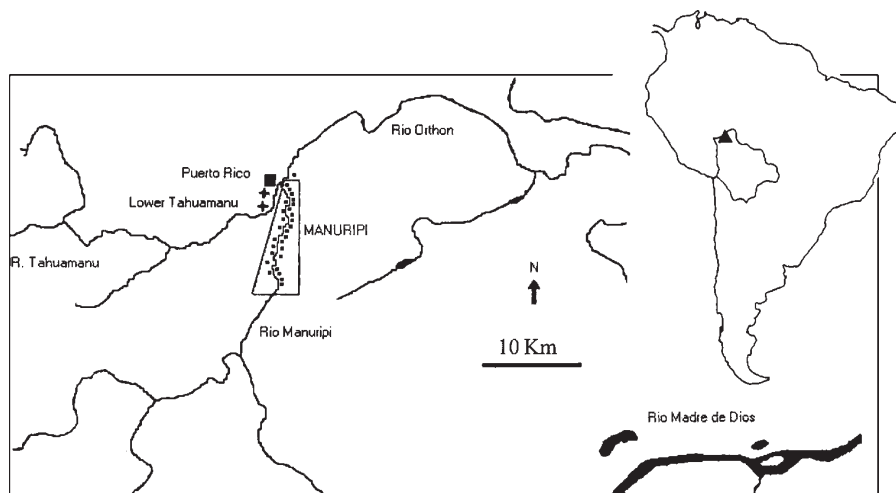 Rio Orthon
Puerto Rico
Lower Tahuamanu
MANURIPI
R. Tahuamanu
N
Rio Manuripi
10 Km
Rio Madre de Dios